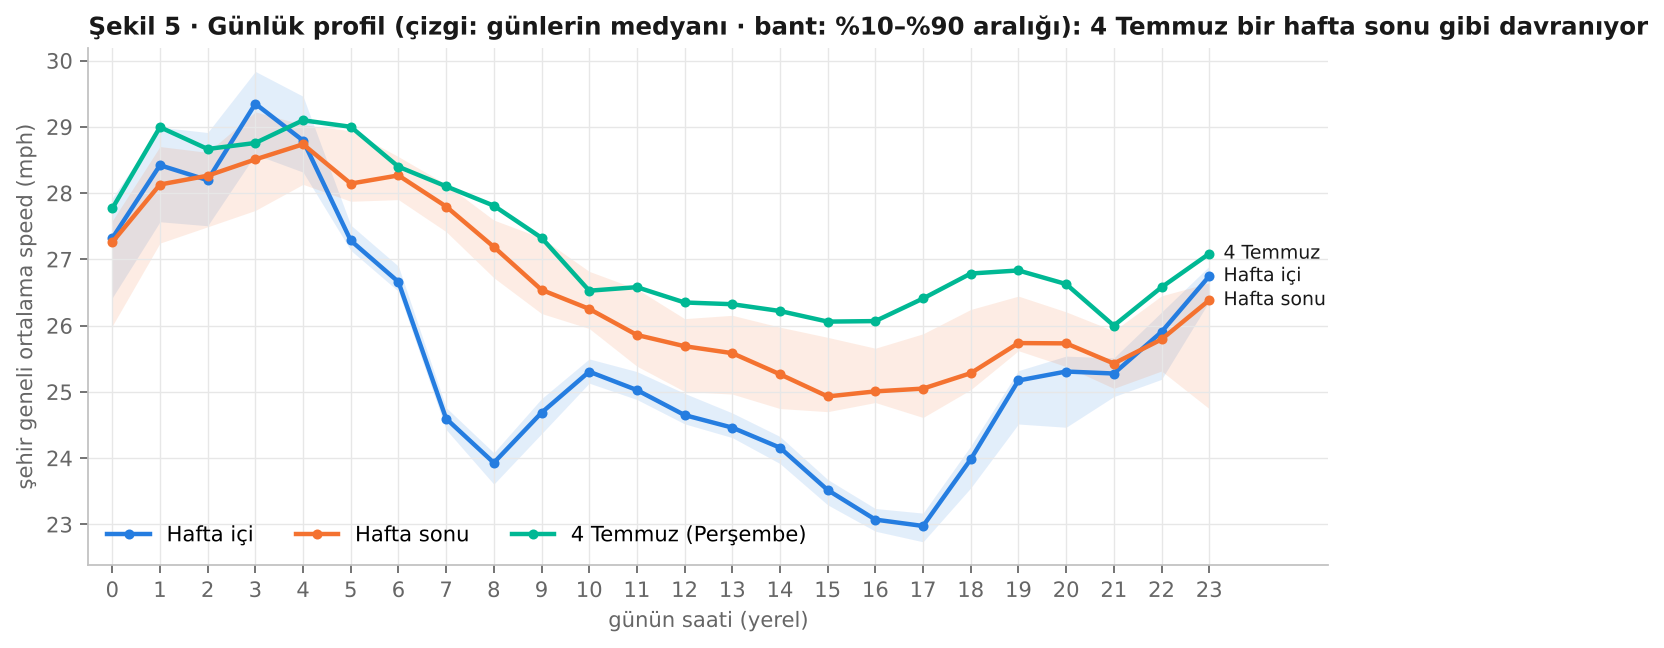 Şekil 5 · Günlük profil (çizgi: günlerin medyanı · bant: %10–%90 aralığı): 4 Temmuz bir hafta sonu gibi davranıyor
şehir geneli ortalama speed (mph)
30
29
28
27
26
25
24
23
4 Temmuz
Hafta içi
Hafta sonu
Hafta içi
Hafta sonu
4 Temmuz (Perşembe)
0 1 2 3 4 5 6 7 8 9 10 11 12 13 14 15 16 17 18 19 20 21 22 23
günün saati (yerel)